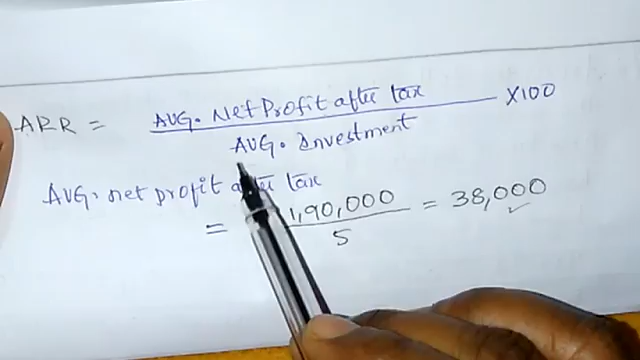 ARR = AVG. Net Profit after tax × 100
AVG. Investment
AVG. net profit after tax
= 1,90,000 = 38,000
5